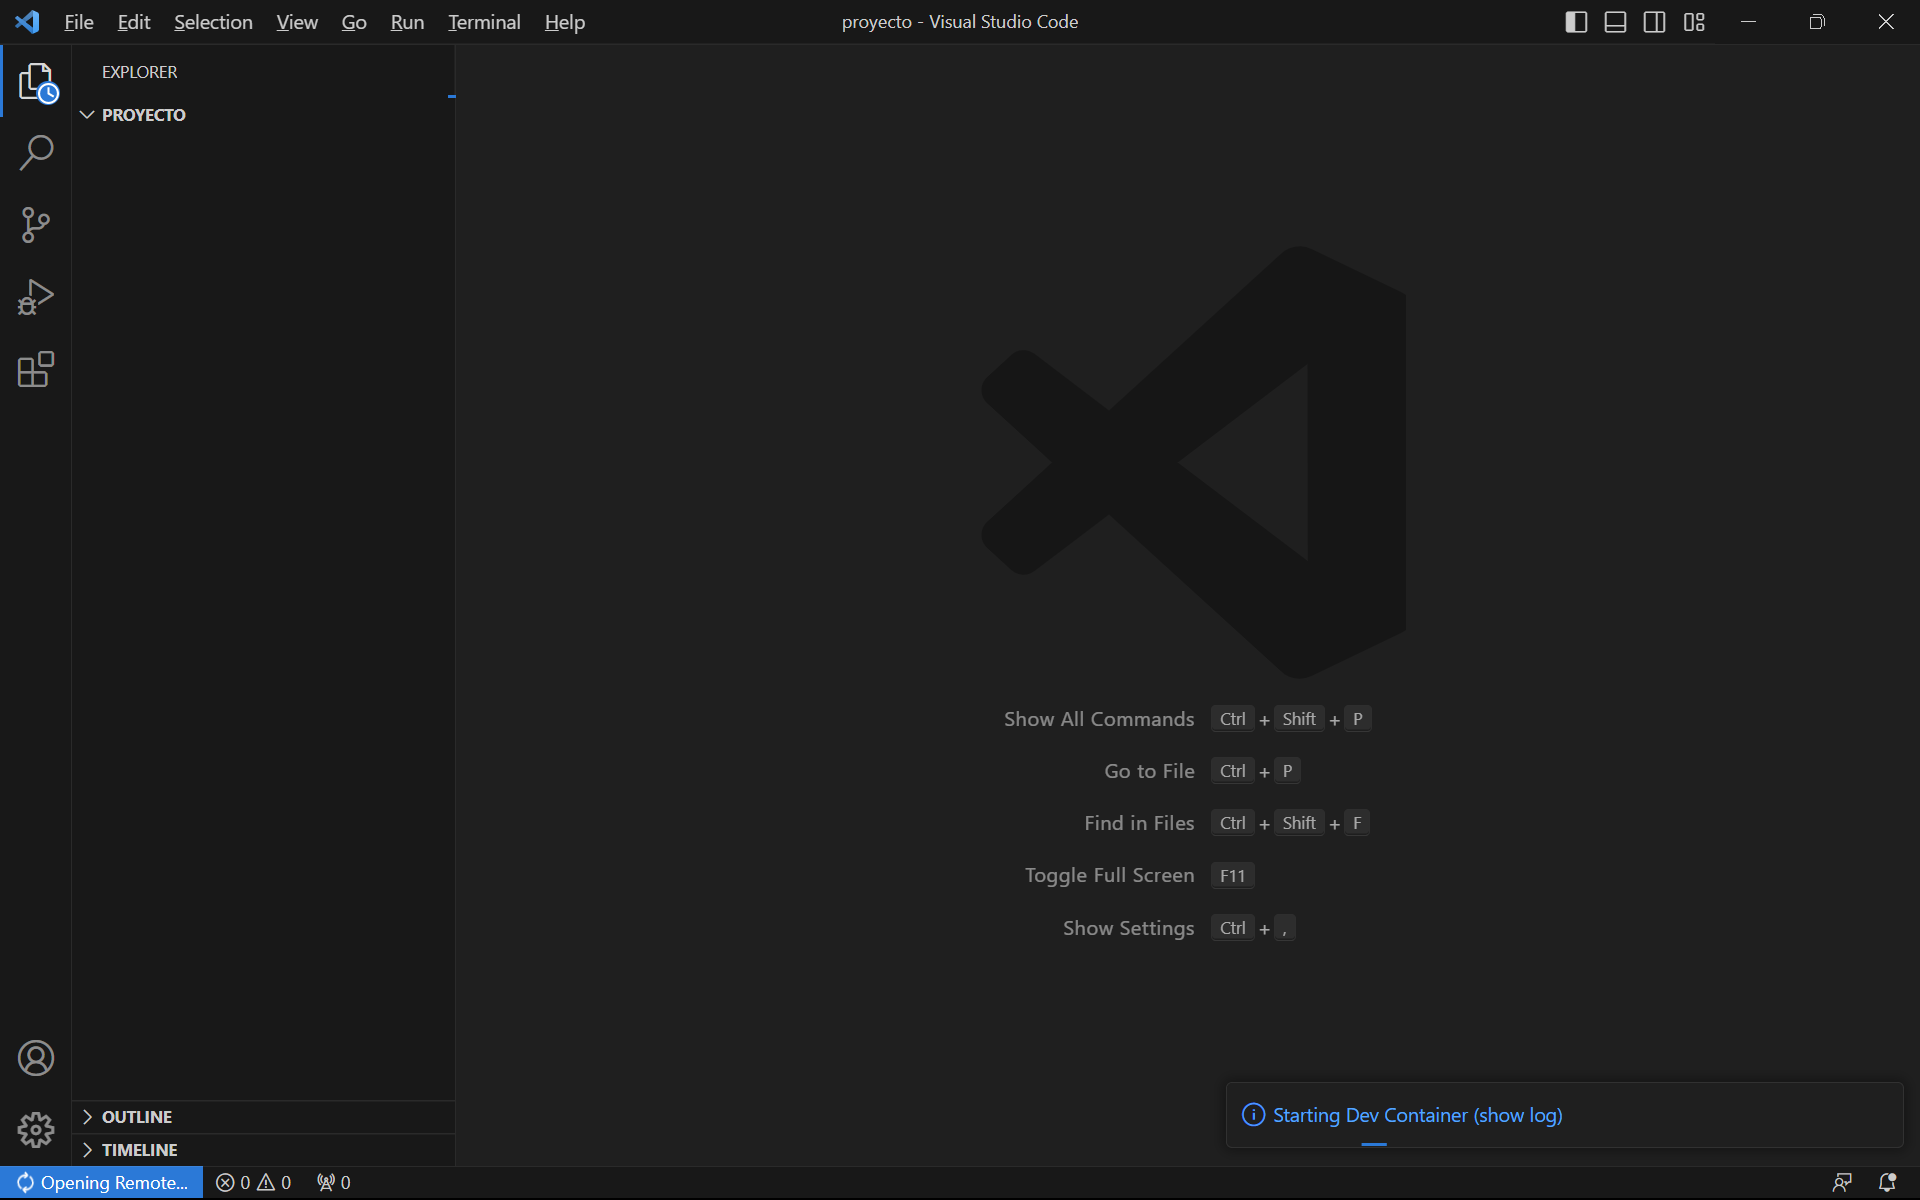 File Edit Selection View Go Run Terminal Help
proyecto - Visual Studio Code
EXPLORER
PROYECTO
Show All Commands Ctrl + Shift + P
Go to File Ctrl + P
Find in Files Ctrl + Shift + F
Toggle Full Screen F11
Show Settings Ctrl + ,
OUTLINE
TIMELINE
Starting Dev Container (show log)
Opening Remote... 0 0 0